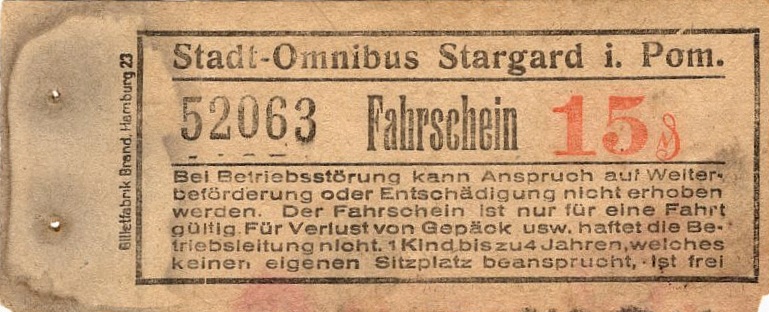 Stadt-Omnibus Stargard i. Pom.
52063 Fahrschein 15 ₰
Bei Betriebsstörung kann Anspruch auf Weiter-
beförderung oder Entschädigung nicht erhoben
werden. Der Fahrschein ist nur für eine Fahrt
gültig. Für Verlust von Gepäck usw. haftet die Be-
triebsleitung nicht. 1 Kind, bis zu 4 Jahren, welches
keinen eigenen Sitzplatz beansprucht, ist frei
Billetfabrik Brand, Hamburg 23